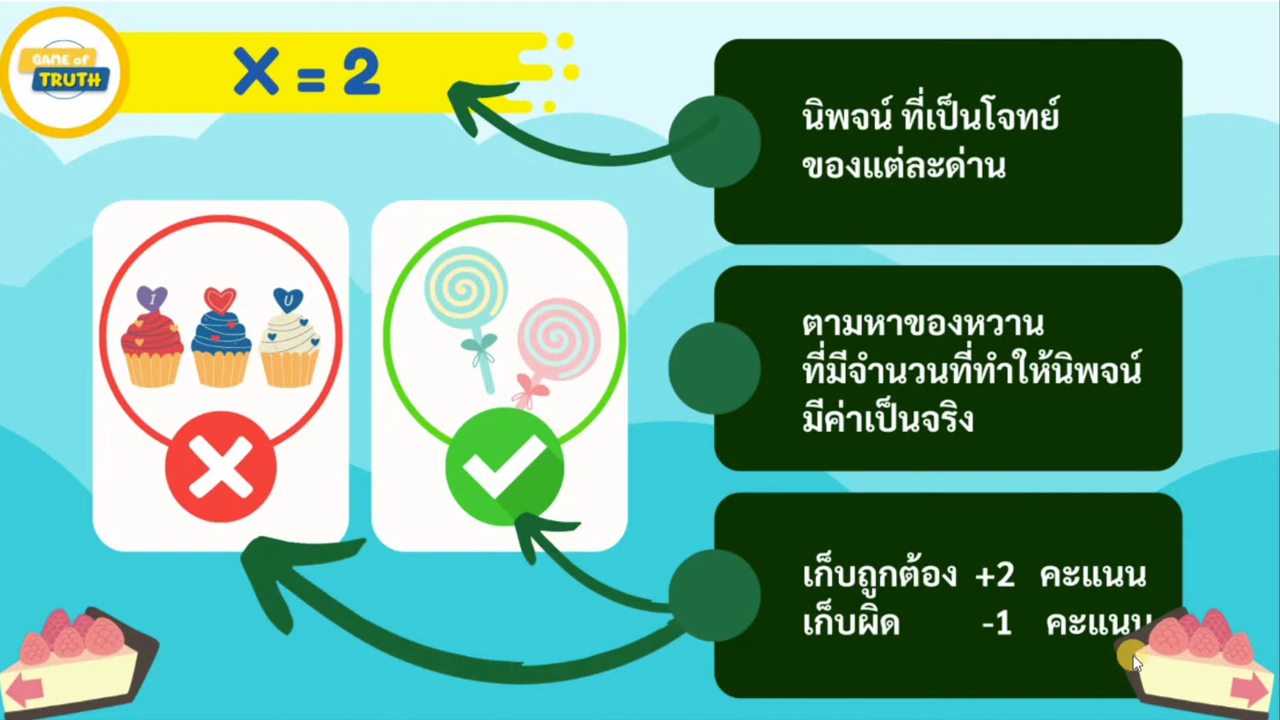 GAME of
TRUTH
X = 2
นิพจน์ ที่เป็นโจทย์
ของแต่ละด่าน
I
U
ตามหาของหวาน
ที่มีจำนวนที่ทำให้นิพจน์
มีค่าเป็นจริง
เก็บถูกต้อง +2 คะแนน
เก็บผิด -1 คะแนน